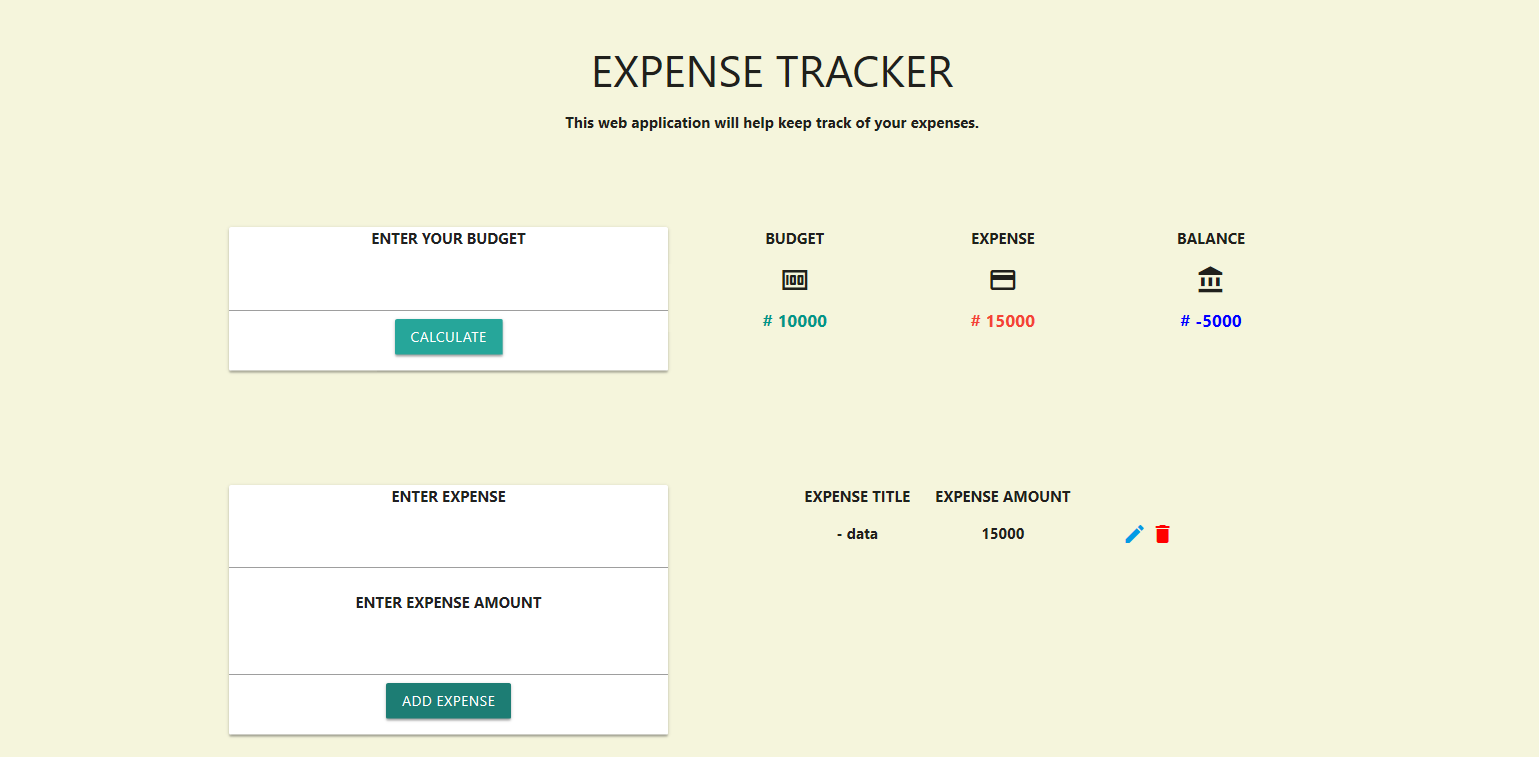 EXPENSE TRACKER
This web application will help keep track of your expenses.
ENTER YOUR BUDGET
CALCULATE
BUDGET EXPENSE BALANCE
# 10000 # 15000 # -5000
ENTER EXPENSE
ENTER EXPENSE AMOUNT
ADD EXPENSE
EXPENSE TITLE EXPENSE AMOUNT
- data 15000